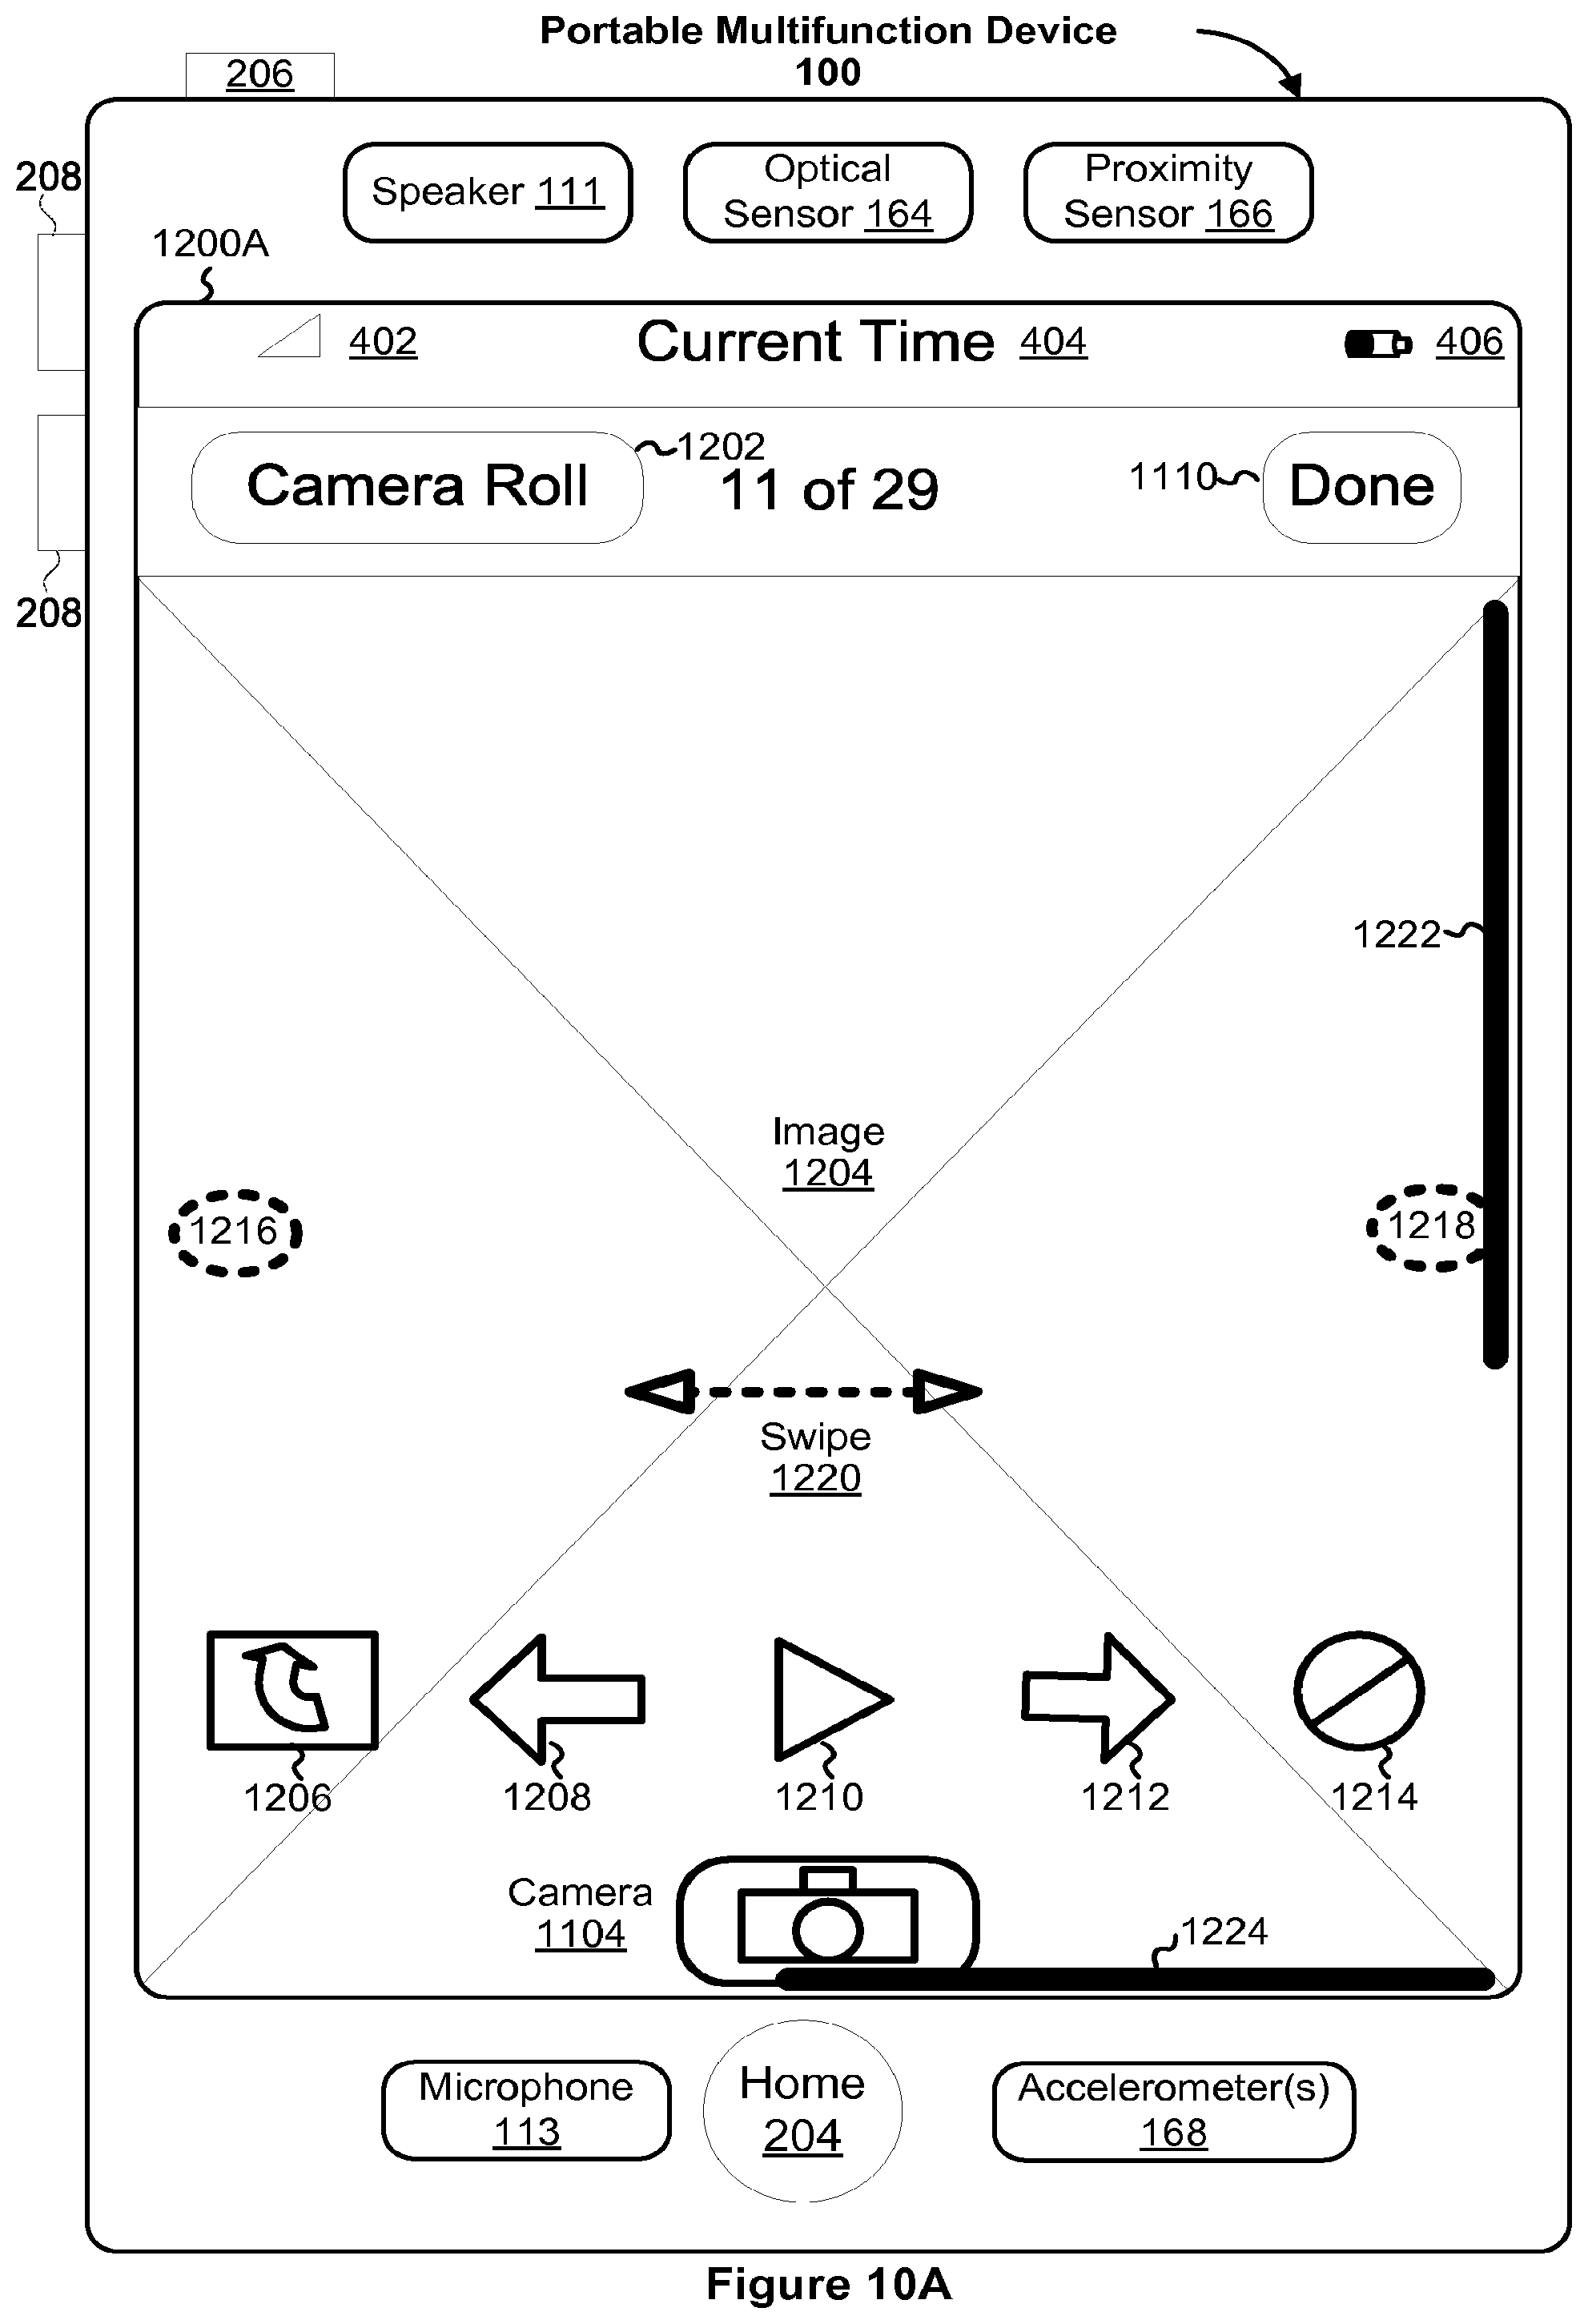 Portable Multifunction Device
100
206
208
Speaker 111
Optical
Sensor 164
Proximity
Sensor 166
1200A
402
Current Time 404
406
Camera Roll
1202
11 of 29
1110
Done
208
1222
Image
1204
1216
1218
Swipe
1220
1206
1208
1210
1212
1214
Camera
1104
1224
Microphone
113
Home
204
Accelerometer(s)
168
Figure 10A